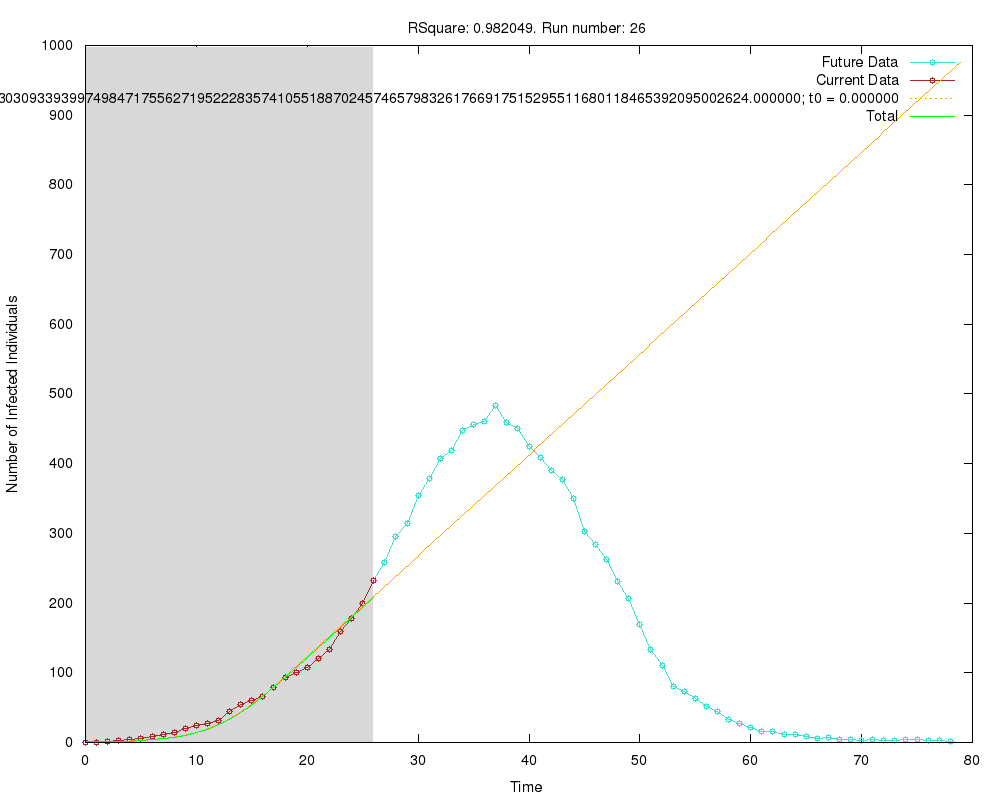 RSquare: 0.982049. Run number: 26
1000
900
800
700
600
500
400
300
200
100
0
Number of Infected Individuals
Future Data
Current Data
3030933939974984717556271952228357410551887024574657983261766917515295511680118465392095002624.000000; t0 = 0.000000
Total
0
10
20
30
40
50
60
70
80
Time